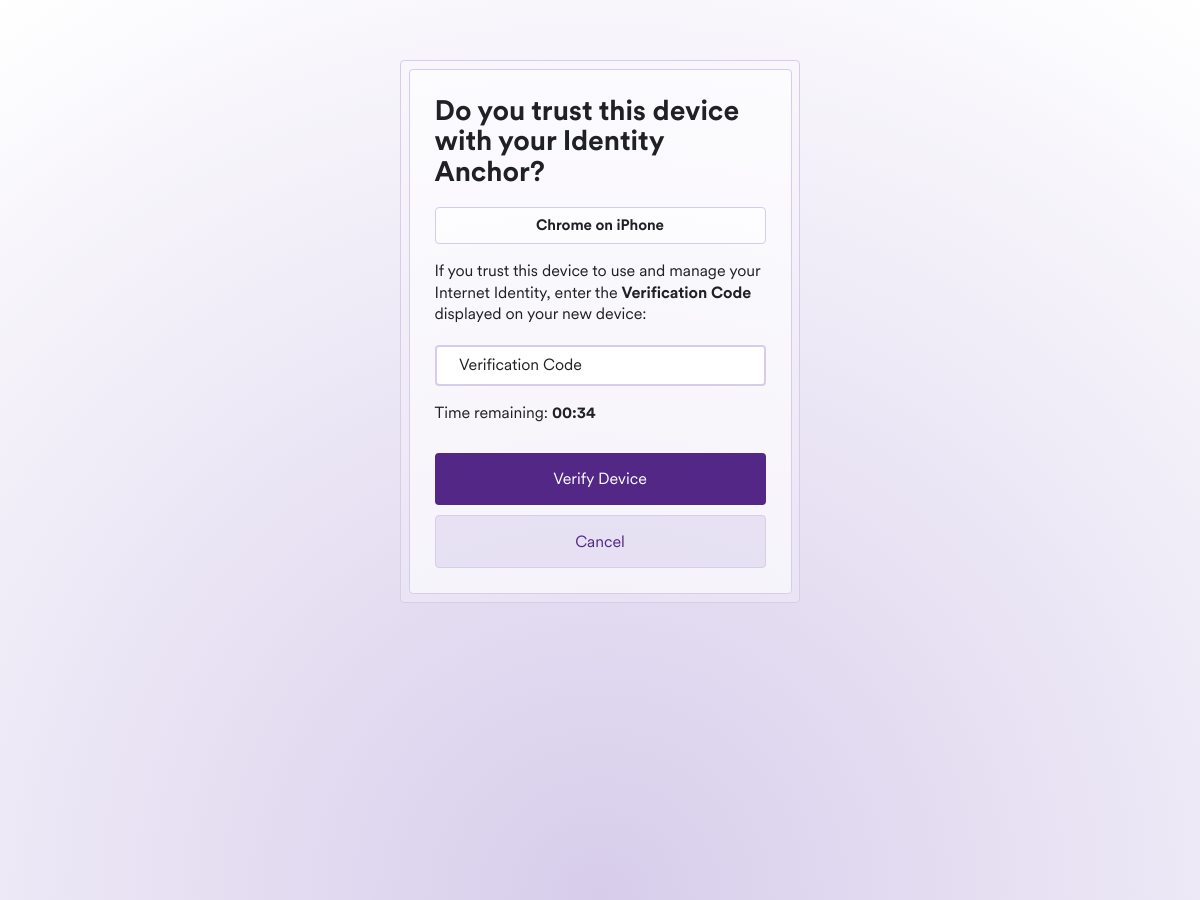 Do you trust this device
with your Identity
Anchor?
Chrome on iPhone
If you trust this device to use and manage your
Internet Identity, enter the Verification Code
displayed on your new device:
Verification Code
Time remaining: 00:34
Verify Device
Cancel